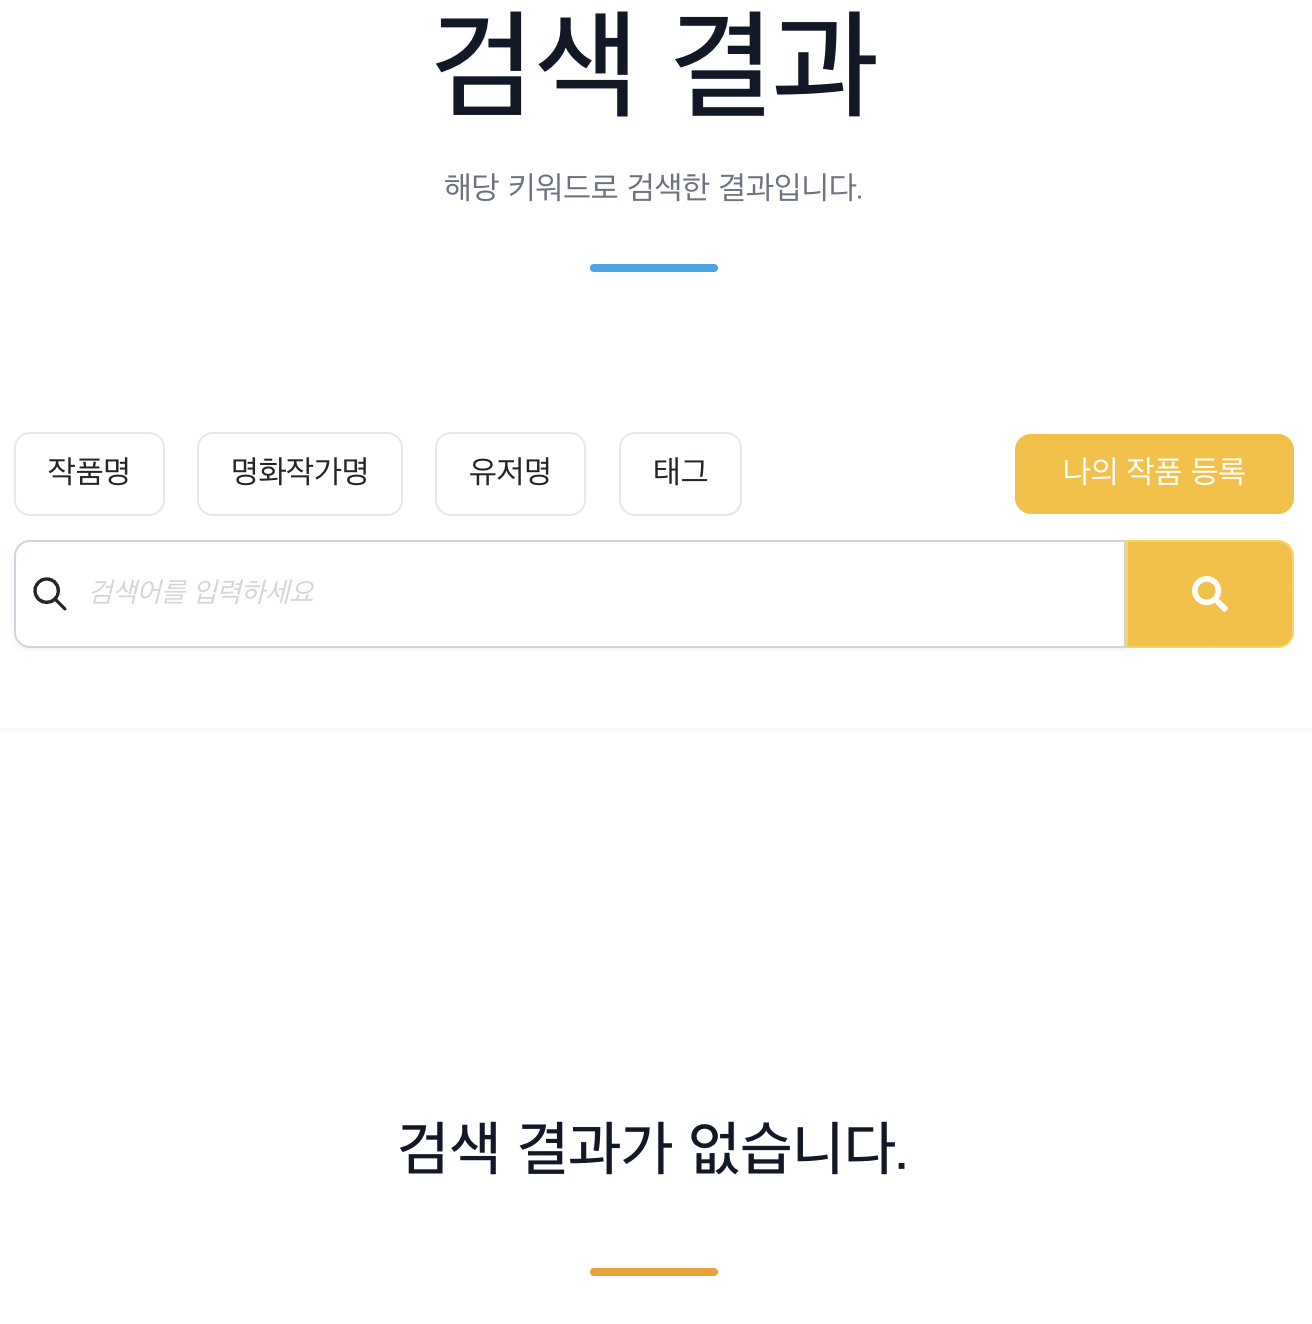 검색 결과
해당 키워드로 검색한 결과입니다.
작품명 명화작가명 유저명 태그 나의 작품 등록
검색어를 입력하세요
검색 결과가 없습니다.